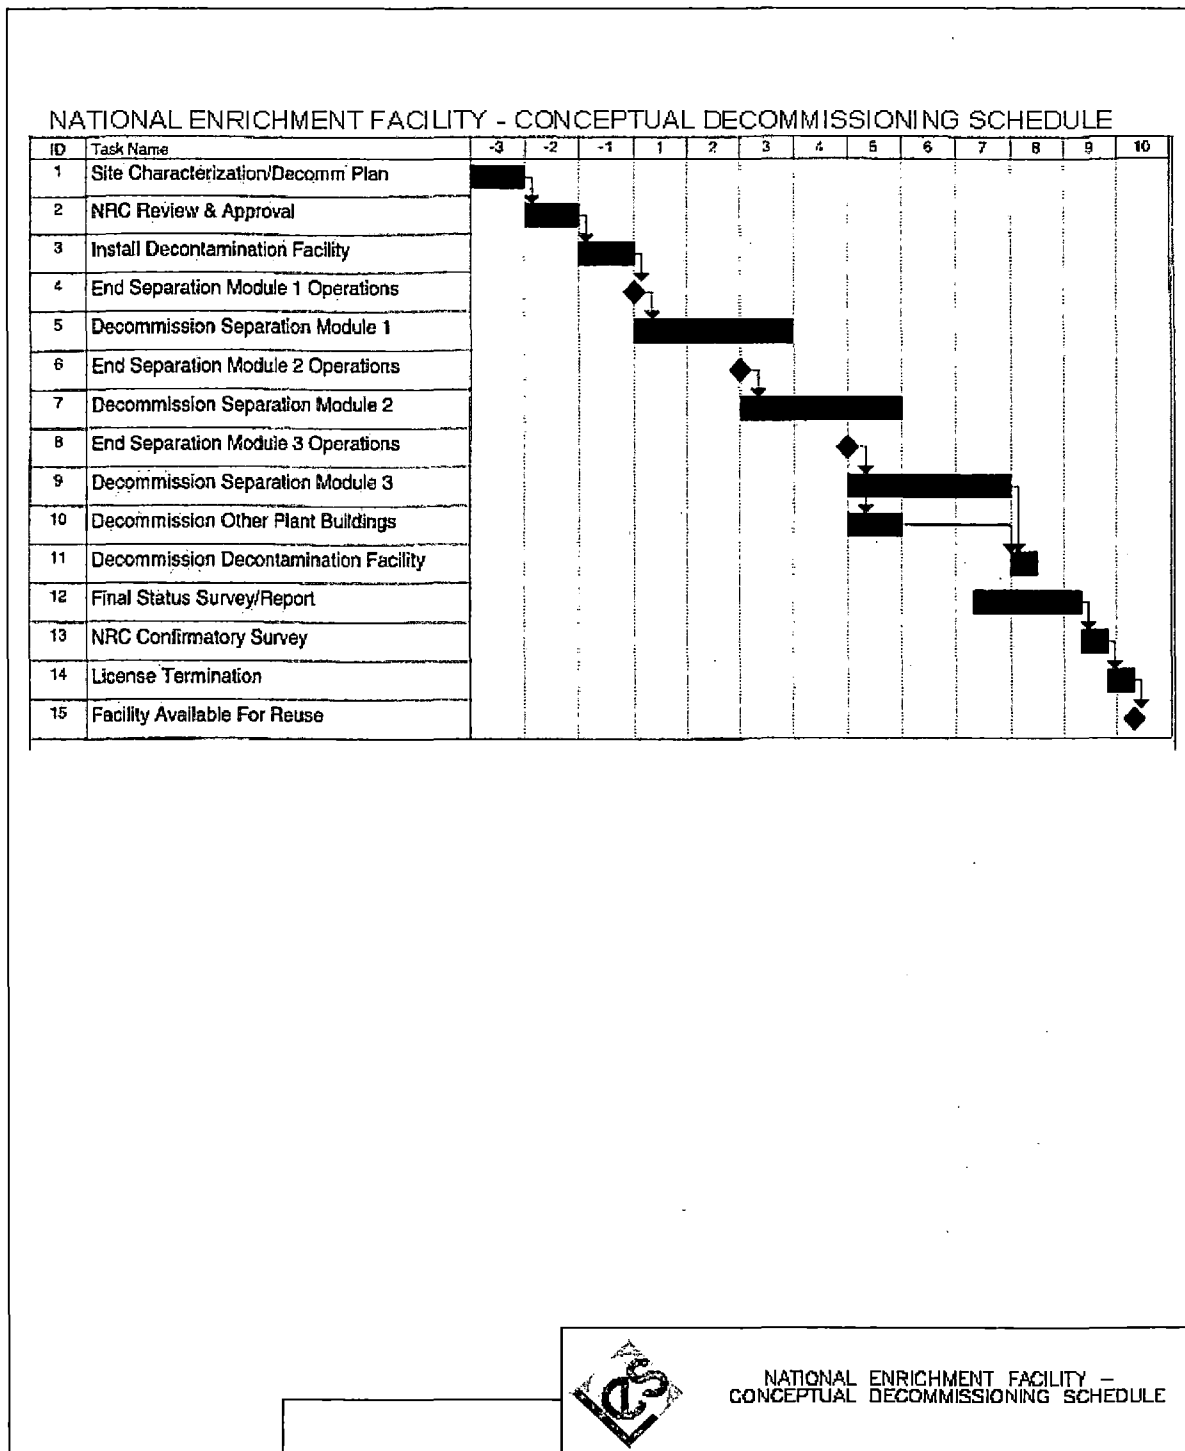 NATIONAL ENRICHMENT FACILITY - CONCEPTUAL DECOMMISSIONING SCHEDULE
ID Task Name -3 -2 -1 1 2 3 4 5 6 7 8 9 10
1 Site Characterization/Decomm Plan
2 NRC Review & Approval
3 Install Decontamination Facility
4 End Separation Module 1 Operations
5 Decommission Separation Module 1
6 End Separation Module 2 Operations
7 Decommission Separation Module 2
8 End Separation Module 3 Operations
9 Decommission Separation Module 3
10 Decommission Other Plant Buildings
11 Decommission Decontamination Facility
12 Final Status Survey/Report
13 NRC Confirmatory Survey
14 License Termination
15 Facility Available For Reuse
NATIONAL ENRICHMENT FACILITY –
CONCEPTUAL DECOMMISSIONING SCHEDULE